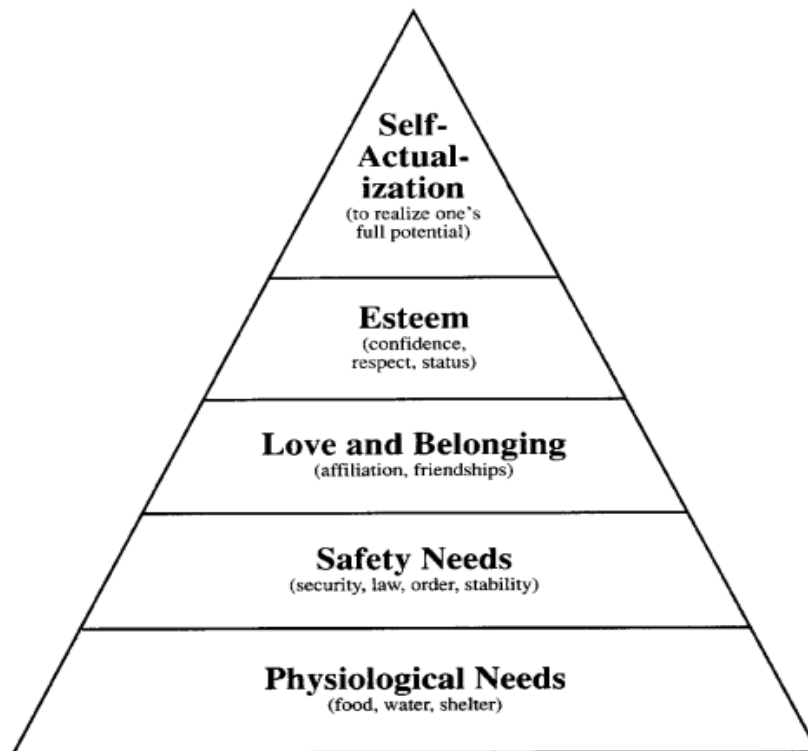 Self-
Actual-
ization
(to realize one's
full potential)
Esteem
(confidence,
respect, status)
Love and Belonging
(affiliation, friendships)
Safety Needs
(security, law, order, stability)
Physiological Needs
(food, water, shelter)